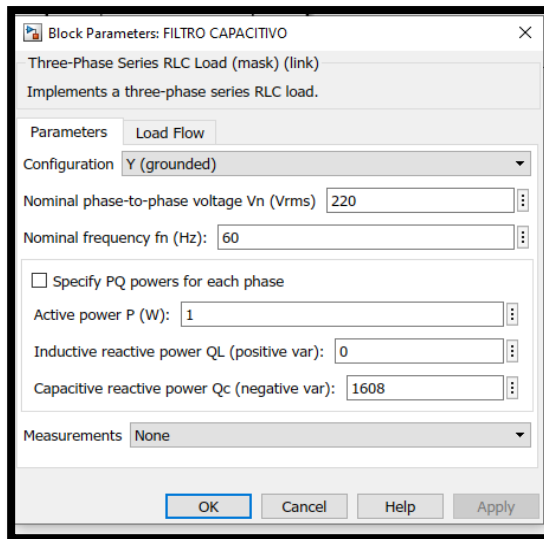 Block Parameters: FILTRO CAPACITIVO
Three-Phase Series RLC Load (mask) (link)
Implements a three-phase series RLC load.
Parameters Load Flow
Configuration Y (grounded)
Nominal phase-to-phase voltage Vn (Vrms) 220
Nominal frequency fn (Hz): 60
Specify PQ powers for each phase
Active power P (W): 1
Inductive reactive power QL (positive var): 0
Capacitive reactive power Qc (negative var): 1608
Measurements None
OK Cancel Help Apply